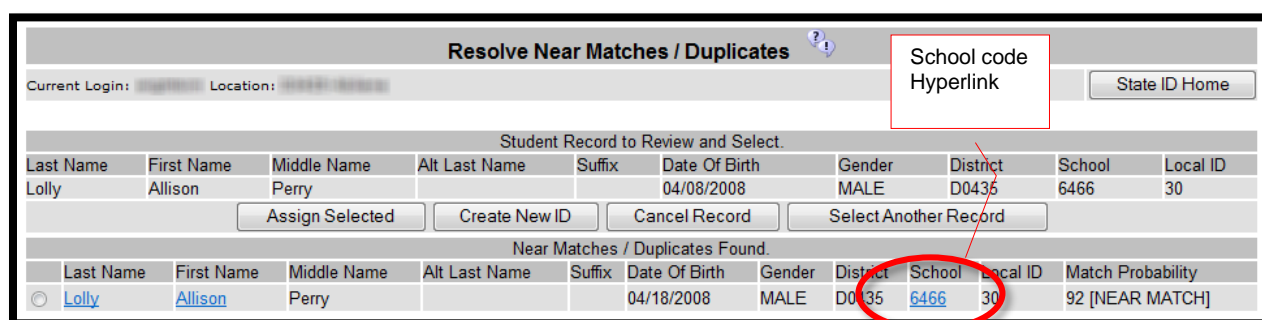 Resolve Near Matches / Duplicates
School code
Hyperlink
Current Login: Location:
State ID Home
Student Record to Review and Select.
Last Name First Name Middle Name Alt Last Name Suffix Date Of Birth Gender District School Local ID
Lolly Allison Perry 04/08/2008 MALE D0435 6466 30
Assign Selected Create New ID Cancel Record Select Another Record
Near Matches / Duplicates Found.
Last Name First Name Middle Name Alt Last Name Suffix Date Of Birth Gender District School Local ID Match Probability
Lolly Allison Perry 04/18/2008 MALE D0435 6466 30 92 [NEAR MATCH]